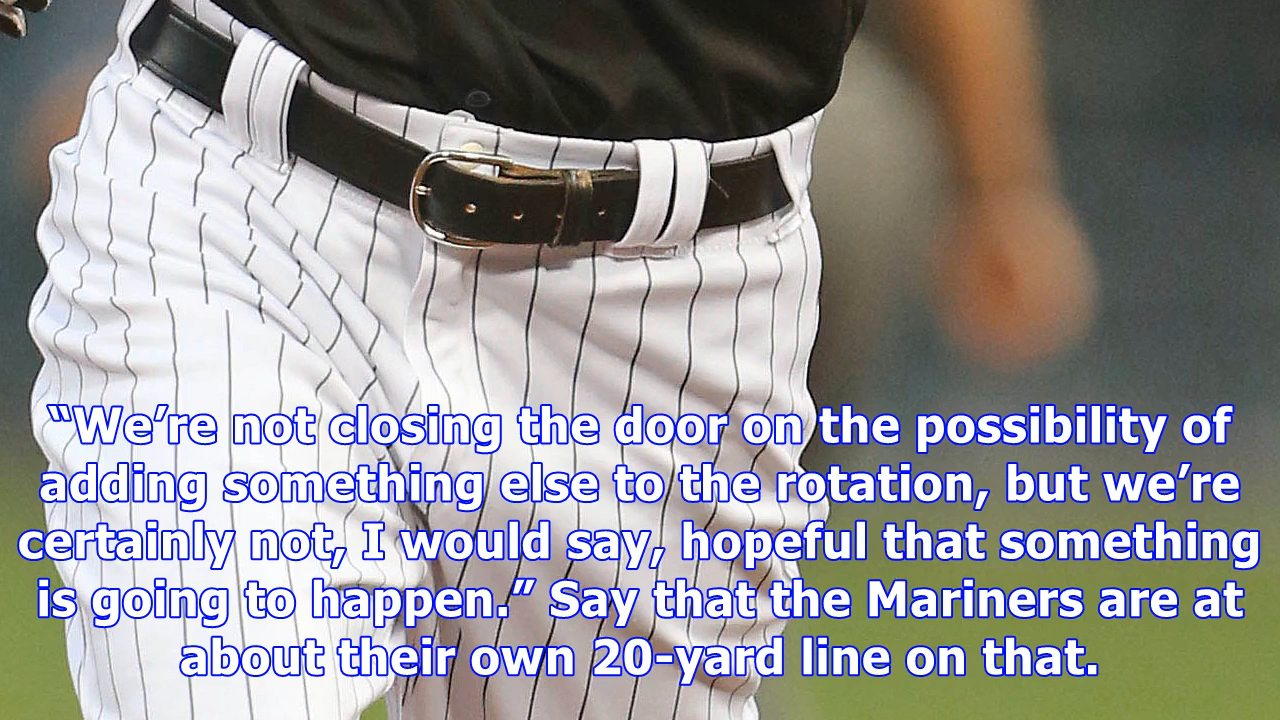 “We’re not closing the door on the possibility of
adding something else to the rotation, but we’re
certainly not, I would say, hopeful that something
is going to happen.” Say that the Mariners are at
about their own 20-yard line on that.